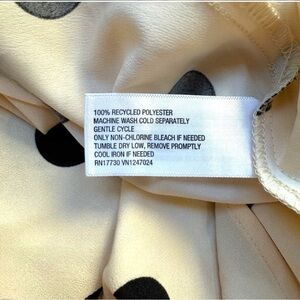 100% RECYCLED POLYESTER
MACHINE WASH COLD SEPARATELY
GENTLE CYCLE
ONLY NON-CHLORINE BLEACH IF NEEDED
TUMBLE DRY LOW, REMOVE PROMPTLY
COOL IRON IF NEEDED
RN17730 VN1247024